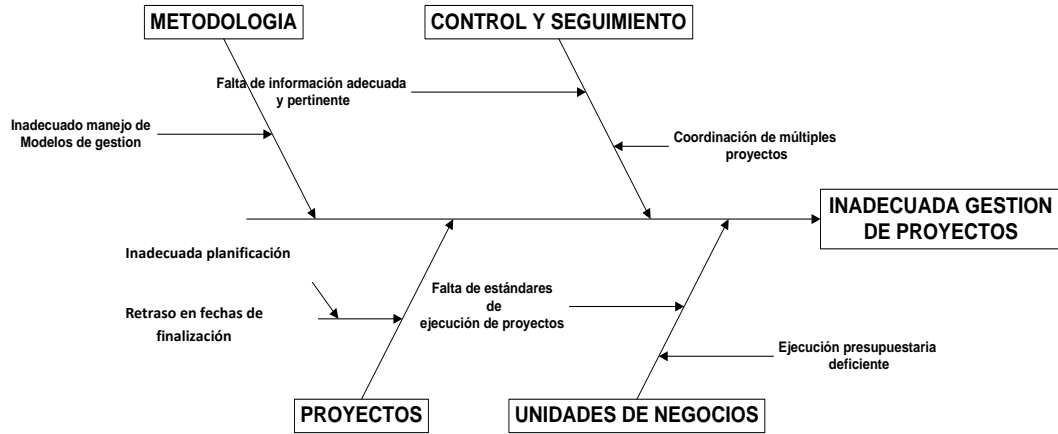 METODOLOGIA
CONTROL Y SEGUIMIENTO
Falta de información adecuada
y pertinente
Inadecuado manejo de
Modelos de gestion
Coordinación de múltiples
proyectos
INADECUADA GESTION
DE PROYECTOS
Inadecuada planificación
Retraso en fechas de
finalización
Falta de estándares
de
ejecución de proyectos
Ejecución presupuestaria
deficiente
PROYECTOS
UNIDADES DE NEGOCIOS